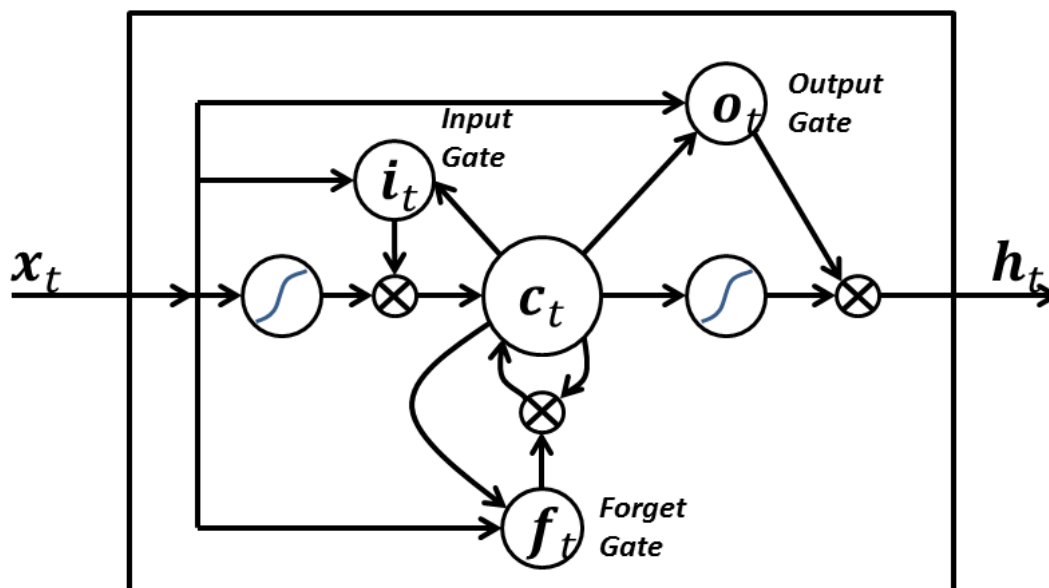 Output
Gate
o_t
Input
Gate
i_t
x_t
c_t
h_t
Forget
Gate
f_t